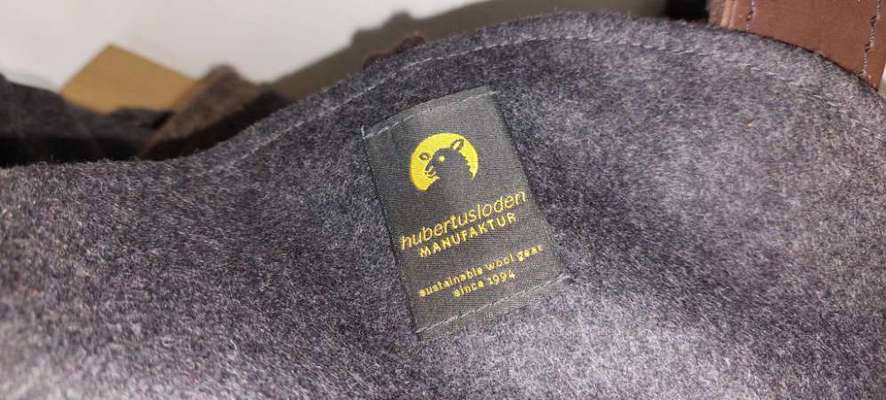 hubertusloden
MANUFAKTUR
sustainable wool gear
since 1994